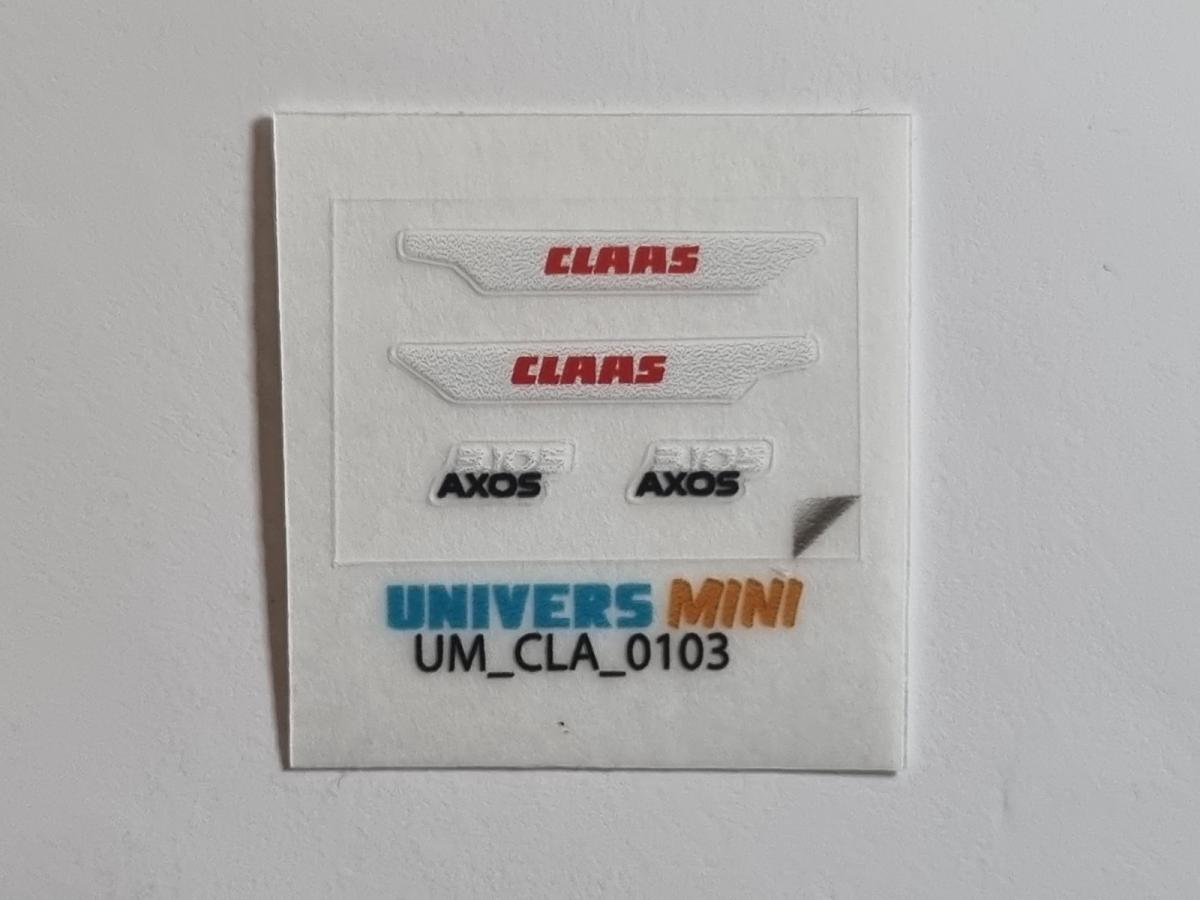 CLAAS
CLAAS
AXOS AXOS
UNIVERS MINI
UM_CLA_0103